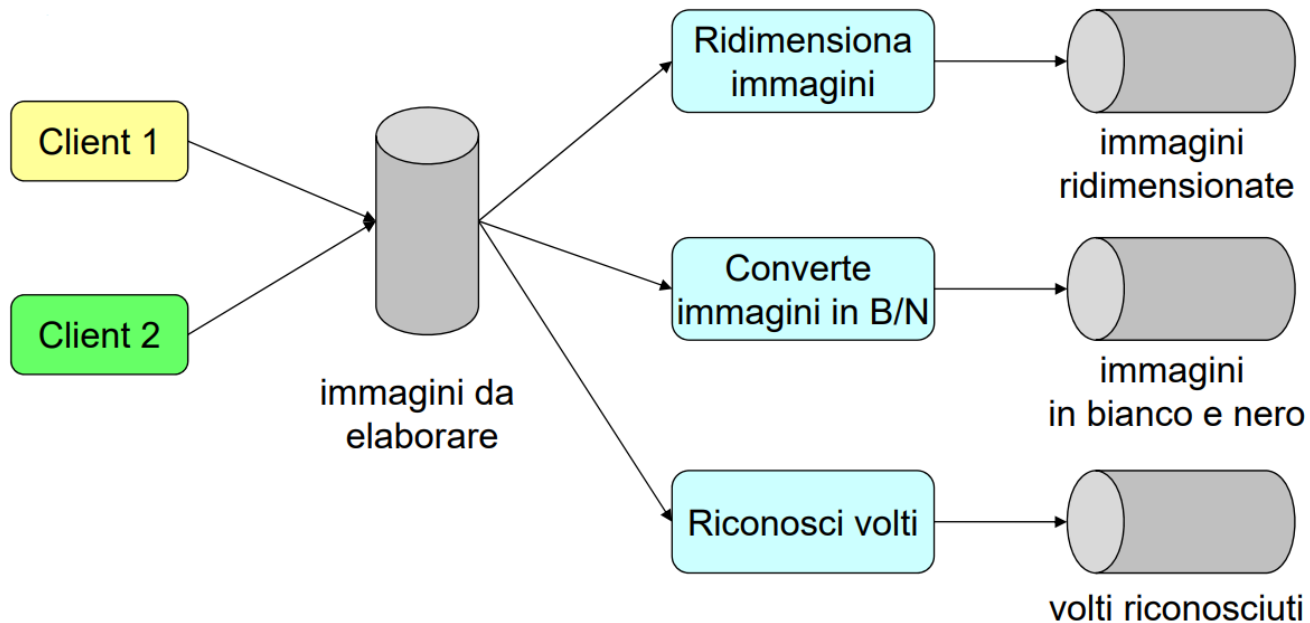 Client 1
Client 2
immagini da
elaborare
Ridimensiona
immagini
Converte
immagini in B/N
Riconosci volti
immagini
ridimensionate
immagini
in bianco e nero
volti riconosciuti